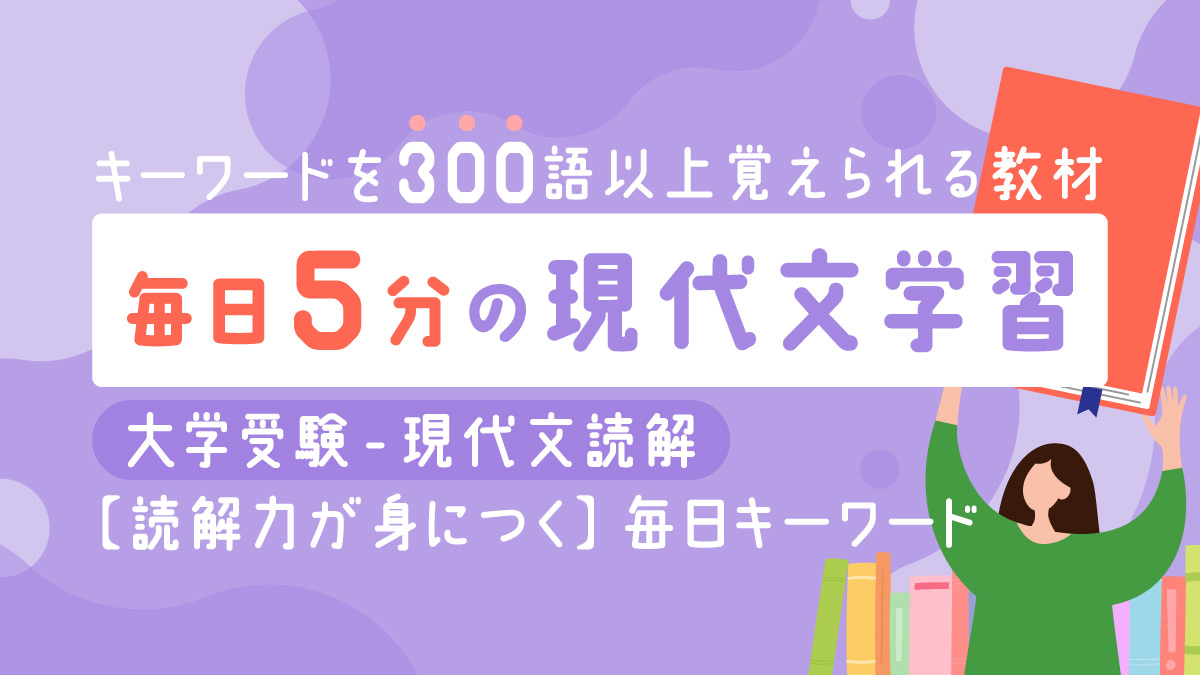 キーワードを300語以上覚えられる教材
毎日5分の現代文学習
大学受験-現代文読解
【読解力が身につく】毎日キーワード